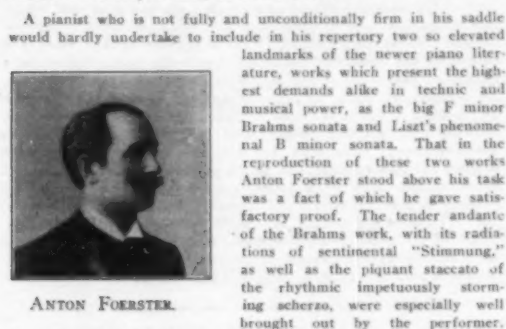 A pianist who is not fully and unconditionally firm in his saddle
would hardly undertake to include in his repertory two so elevated
landmarks of the newer piano liter-
ature, works which present the high-
est demands alike in technic and
musical power, as the big F minor
Brahms sonata and Liszt's phenome-
nal B minor sonata. That in the
reproduction of these two works
Anton Foerster stood above his task
was a fact of which he gave satis-
factory proof. The tender andante
of the Brahms work, with its radia-
tions of sentimental "Stimmung,"
as well as the piquant staccato of
the rhythmic impetuously storm-
ing scherzo, were especially well
brought out by the performer.
ANTON FOERSTER.